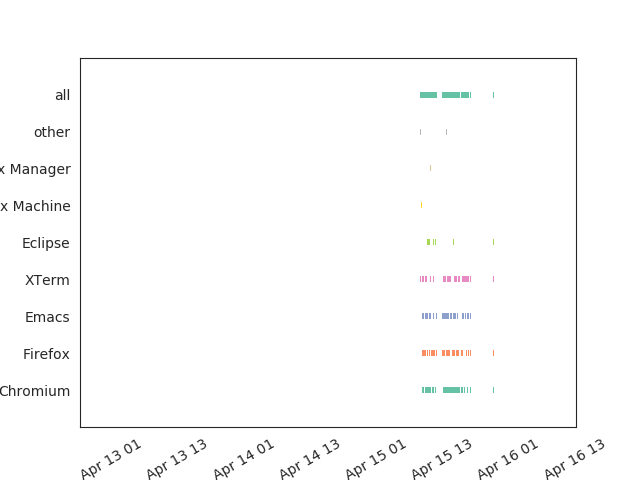 all
other
x Manager
x Machine
Eclipse
XTerm
Emacs
Firefox
Chromium
Apr 13 01
Apr 13 13
Apr 14 01
Apr 14 13
Apr 15 01
Apr 15 13
Apr 16 01
Apr 16 13